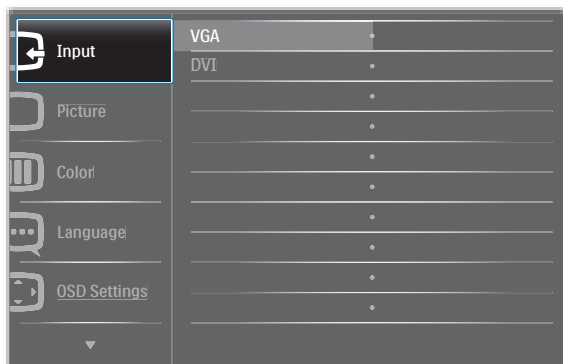 Input
VGA
DVI
Picture
Color
Language
OSD Settings